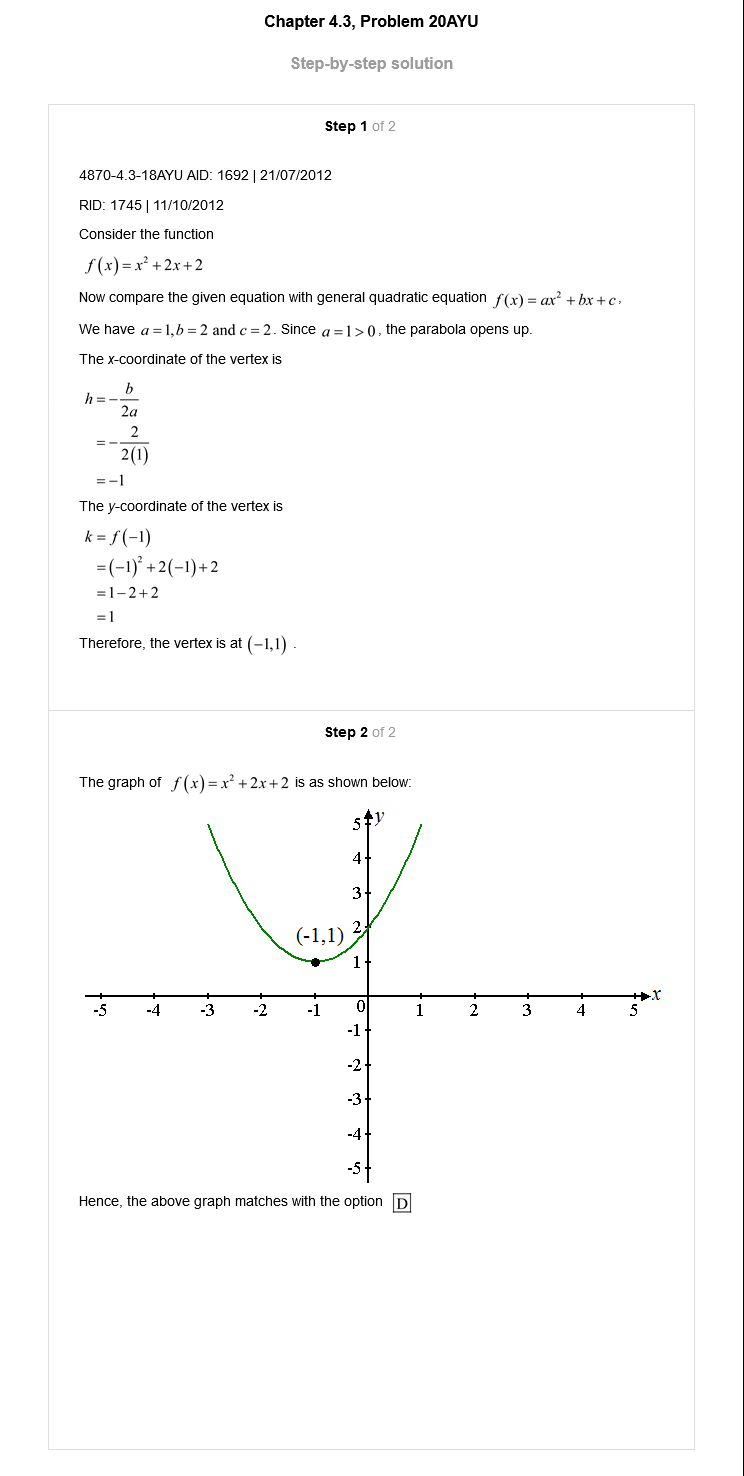 Chapter 4.3, Problem 20AYU
Step-by-step solution
Step 1 of 2
4870-4.3-18AYU AID: 1692 | 21/07/2012
RID: 1745 | 11/10/2012
Consider the function
f(x) = x² + 2x + 2
Now compare the given equation with general quadratic equation f(x) = ax² + bx + c,
We have a = 1, b = 2 and c = 2. Since a = 1 > 0, the parabola opens up.
The x-coordinate of the vertex is
h = -b/2a
= -2/2(1)
= -1
The y-coordinate of the vertex is
k = f(-1)
= (-1)² + 2(-1) + 2
= 1 - 2 + 2
= 1
Therefore, the vertex is at (-1,1) .
Step 2 of 2
The graph of f(x) = x² + 2x + 2 is as shown below:
y
5
4
3
2
(-1,1)
1
x
-5 -4 -3 -2 -1 0 1 2 3 4 5
-1
-2
-3
-4
-5
Hence, the above graph matches with the option D